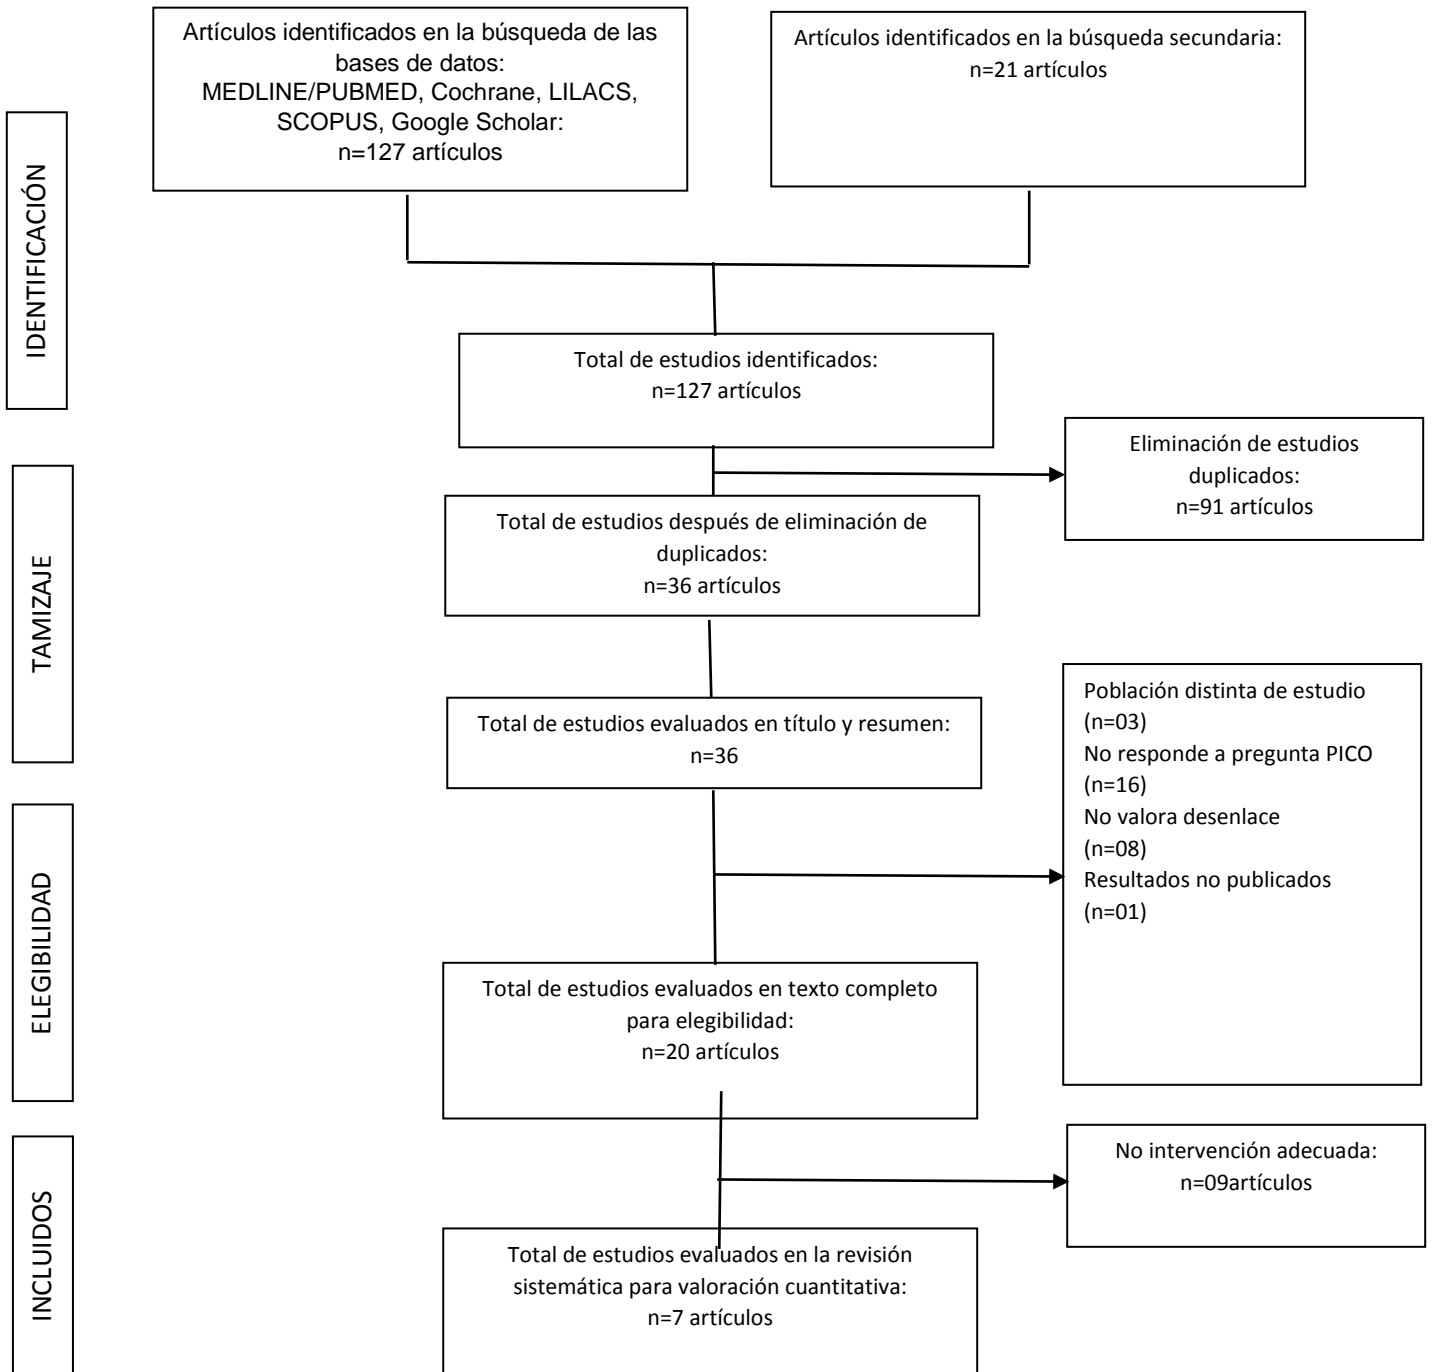 Artículos identificados en la búsqueda de las
bases de datos:
MEDLINE/PUBMED, Cochrane, LILACS,
SCOPUS, Google Scholar:
n=127 artículos
Artículos identificados en la búsqueda secundaria:
n=21 artículos
IDENTIFICACIÓN
Total de estudios identificados:
n=127 artículos
Eliminación de estudios
duplicados:
n=91 artículos
TAMIZAJE
Total de estudios después de eliminación de
duplicados:
n=36 artículos
Total de estudios evaluados en título y resumen:
n=36
Población distinta de estudio
(n=03)
No responde a pregunta PICO
(n=16)
No valora desenlace
(n=08)
Resultados no publicados
(n=01)
ELEGIBILIDAD
Total de estudios evaluados en texto completo
para elegibilidad:
n=20 artículos
No intervención adecuada:
n=09artículos
INCLUIDOS
Total de estudios evaluados en la revisión
sistemática para valoración cuantitativa:
n=7 artículos